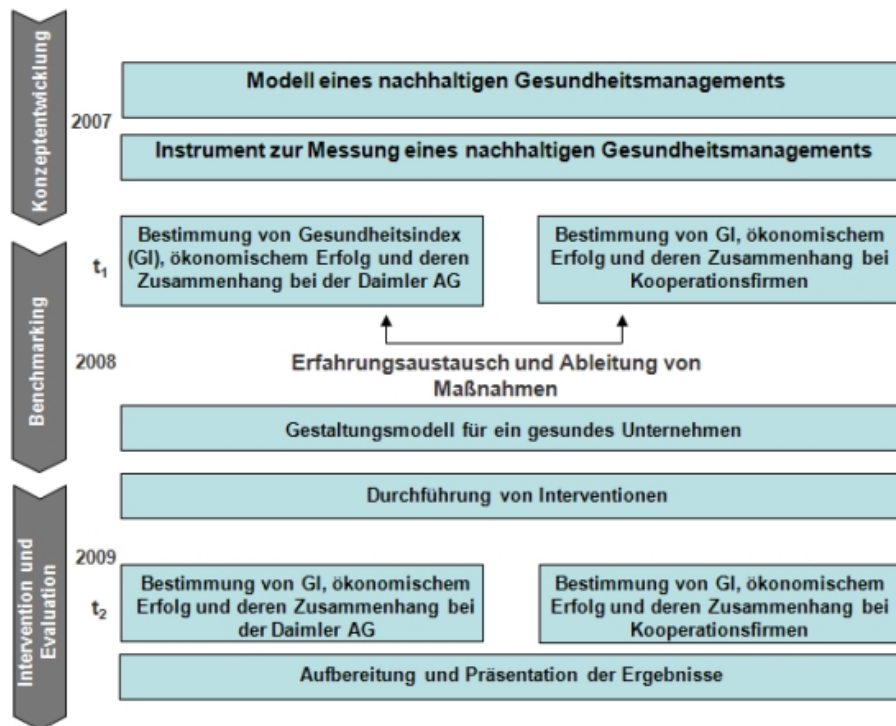 Konzeptentwicklung
2007
Modell eines nachhaltigen Gesundheitsmanagements
Instrument zur Messung eines nachhaltigen Gesundheitsmanagements
Benchmarking
t1
Bestimmung von Gesundheitsindex
(GI), ökonomischem Erfolg und deren
Zusammenhang bei der Daimler AG
Bestimmung von GI, ökonomischem
Erfolg und deren Zusammenhang bei
Kooperationsfirmen
2008
Erfahrungsaustausch und Ableitung von
Maßnahmen
Gestaltungsmodell für ein gesundes Unternehmen
Intervention und
Evaluation
Durchführung von Interventionen
2009
t2
Bestimmung von GI, ökonomischem
Erfolg und deren Zusammenhang bei
der Daimler AG
Bestimmung von GI, ökonomischem
Erfolg und deren Zusammenhang bei
Kooperationsfirmen
Aufbereitung und Präsentation der Ergebnisse